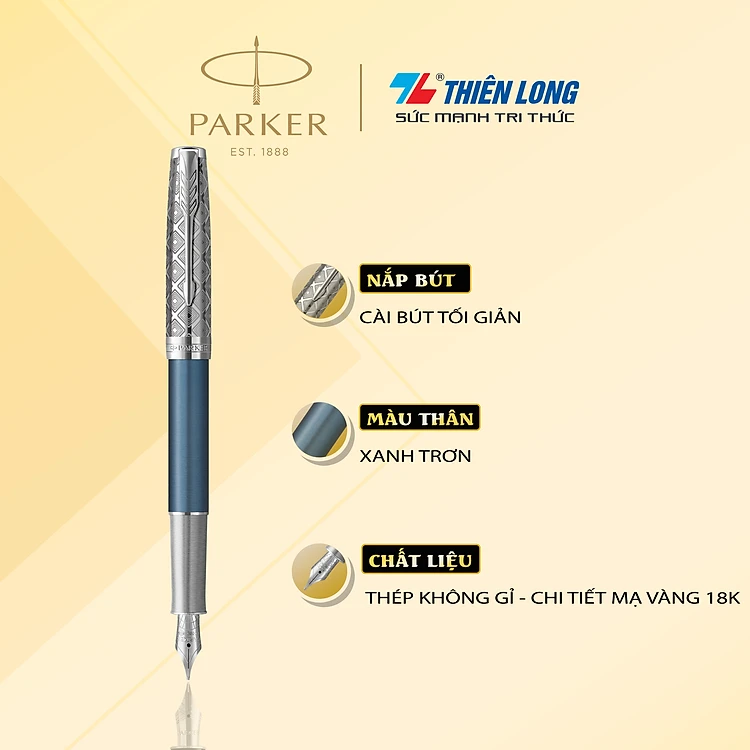 PARKER
EST. 1888
® THIÊN LONG
SỨC MẠNH TRI THỨC
NẮP BÚT
CÀI BÚT TỐI GIẢN
PARKER
MÀU THÂN
XANH TRƠN
CHẤT LIỆU
THÉP KHÔNG GỈ - CHI TIẾT MẠ VÀNG 18K